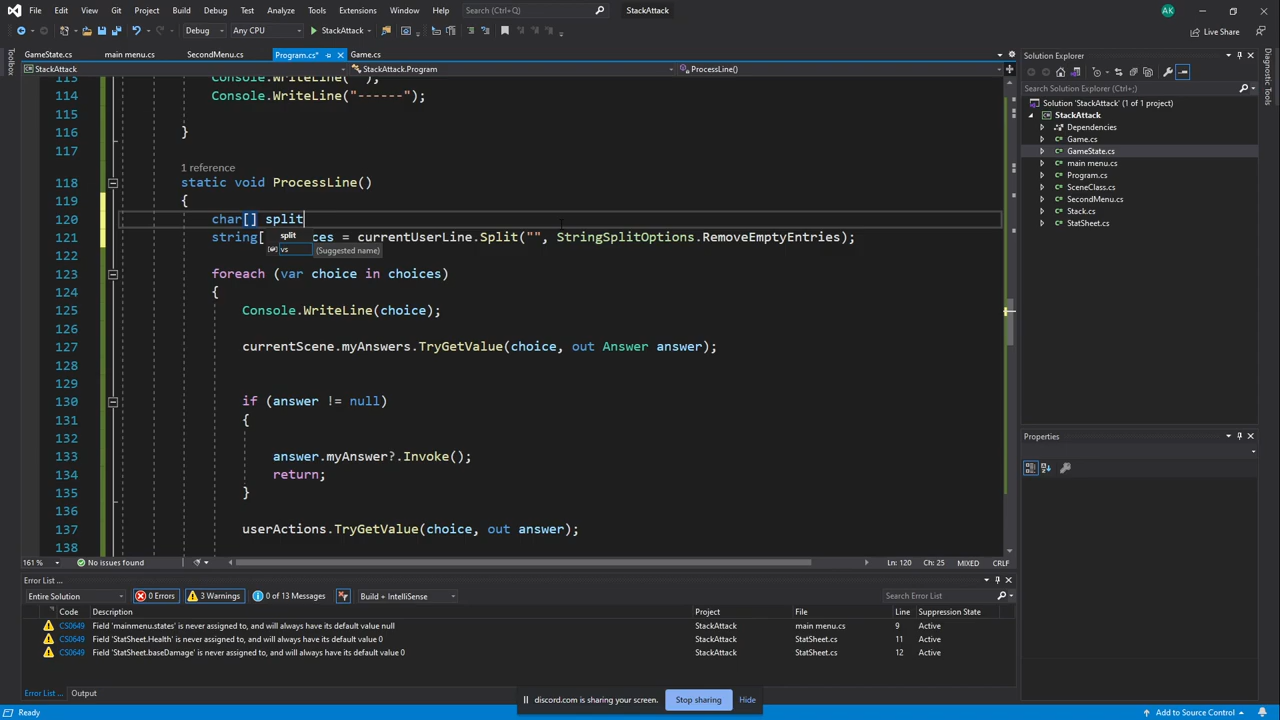 File Edit View Git Project Build Debug Test Analyze Tools Extensions Window Help Search (Ctrl+Q) StackAttack AK
Debug Any CPU StackAttack Live Share
GameState.cs main menu.cs SecondMenu.cs Program.cs* Game.cs
StackAttack StackAttack.Program ProcessLine()
Toolbox
113 Console.WriteLine(" ");
114 Console.WriteLine("------");
115
116 }
117
1 reference
118 static void ProcessLine()
119 {
120 char[] split
121 string[ ces = currentUserLine.Split("", StringSplitOptions.RemoveEmptyEntries);
split
vs (Suggested name)
122
123 foreach (var choice in choices)
124 {
125 Console.WriteLine(choice);
126
127 currentScene.myAnswers.TryGetValue(choice, out Answer answer);
128
129
130 if (answer != null)
131 {
132
133 answer.myAnswer?.Invoke();
134 return;
135 }
136
137 userActions.TryGetValue(choice, out answer);
138
161 % No issues found Ln: 120 Ch: 25 MIXED CRLF
Solution Explorer
Search Solution Explorer (Ctrl+;)
Solution 'StackAttack' (1 of 1 project)
StackAttack
Dependencies
Game.cs
GameState.cs
main menu.cs
Program.cs
SceneClass.cs
SecondMenu.cs
Stack.cs
StatSheet.cs
Diagnostic Tools
Properties
Error List ...
Entire Solution 0 Errors 3 Warnings 0 of 13 Messages Build + IntelliSense Search Error List
Code Description Project File Line Suppression State
CS0649 Field 'mainmenu.states' is never assigned to, and will always have its default value null StackAttack main menu.cs 9 Active
CS0649 Field 'StatSheet.Health' is never assigned to, and will always have its default value 0 StackAttack StatSheet.cs 11 Active
CS0649 Field 'StatSheet.baseDamage' is never assigned to, and will always have its default value 0 StackAttack StatSheet.cs 12 Active
Error List ... Output
discord.com is sharing your screen. Stop sharing Hide
Ready Add to Source Control